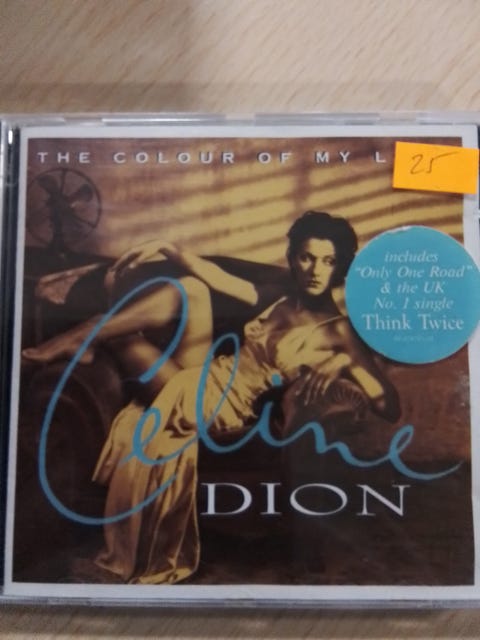 THE COLOUR OF MY L
25
includes
"Only One Road"
& the UK
No. 1 single
Think Twice
Celine
DION